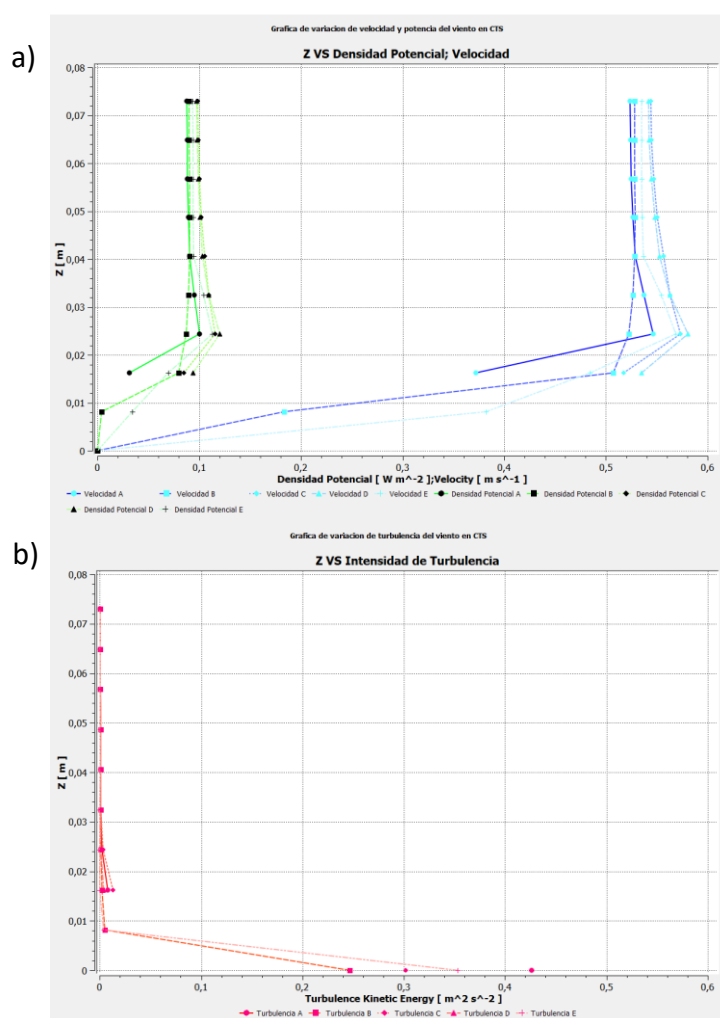 Grafica de variacion de velocidad y potencia del viento en CTS
a)
Z VS Densidad Potencial; Velocidad
0,08
0,07
0,06
0,05
0,04
0,03
0,02
0,01
0
Z [ m ]
0 0,1 0,2 0,3 0,4 0,5 0,6
Densidad Potencial [ W m^-2 ];Velocity [ m s^-1 ]
Velocidad A Velocidad B Velocidad C Velocidad D Velocidad E Densidad Potencial A Densidad Potencial B Densidad Potencial C
Densidad Potencial D Densidad Potencial E
b)
Grafica de variacion de turbulencia del viento en CTS
Z VS Intensidad de Turbulencia
0,08
0,07
0,06
0,05
0,04
0,03
0,02
0,01
0
Z [ m ]
0 0,1 0,2 0,3 0,4 0,5 0,6
Turbulence Kinetic Energy [ m^2 s^-2 ]
Turbulencia A Turbulencia B Turbulencia C Turbulencia D Turbulencia E